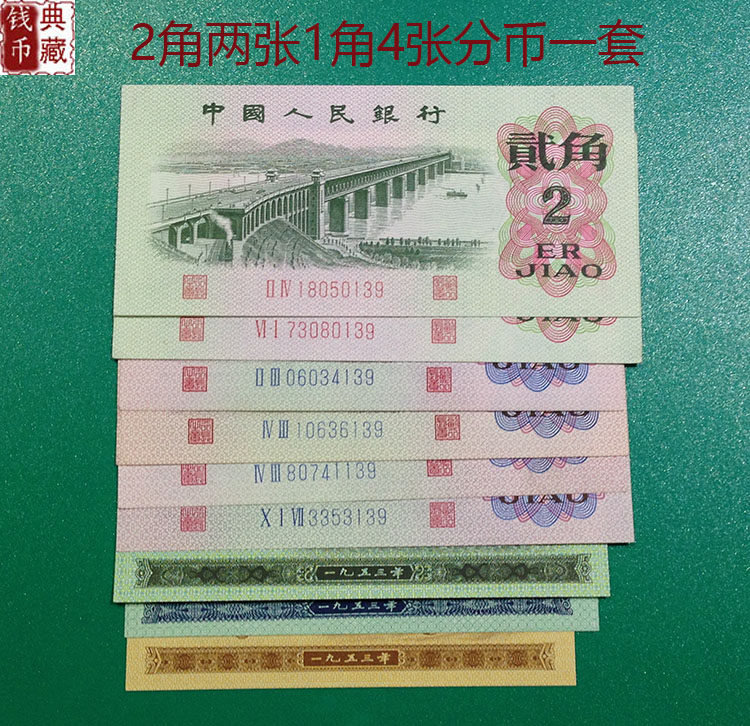 钱币
典藏
2角两张1角4张分币一套
中國人民銀行
貳角
2
ER
JIAO
II IV 18050139
VI I 73080139
II III 06034139
JIAO
IV III 10636139
JIAO
IV III 80741139
JIAO
X I VII 3353139
一九五三年
一九五三年
一九五三年